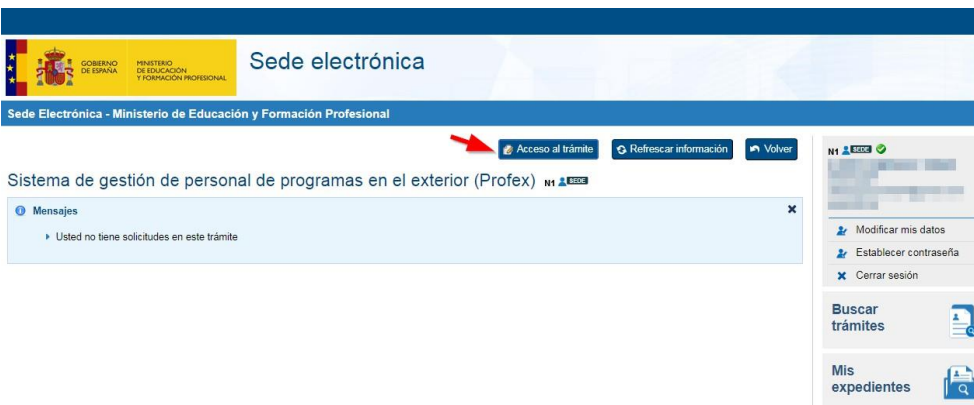 GOBIERNO
DE ESPAÑA
MINISTERIO
DE EDUCACIÓN
Y FORMACIÓN PROFESIONAL
Sede electrónica
Sede Electrónica - Ministerio de Educación y Formación Profesional
Acceso al trámite
Refrescar información
Volver
Sistema de gestión de personal de programas en el exterior (Profex) N1 SEDE
Mensajes
Usted no tiene solicitudes en este trámite
N1 SEDE
Modificar mis datos
Establecer contraseña
Cerrar sesión
Buscar
trámites
Mis
expedientes